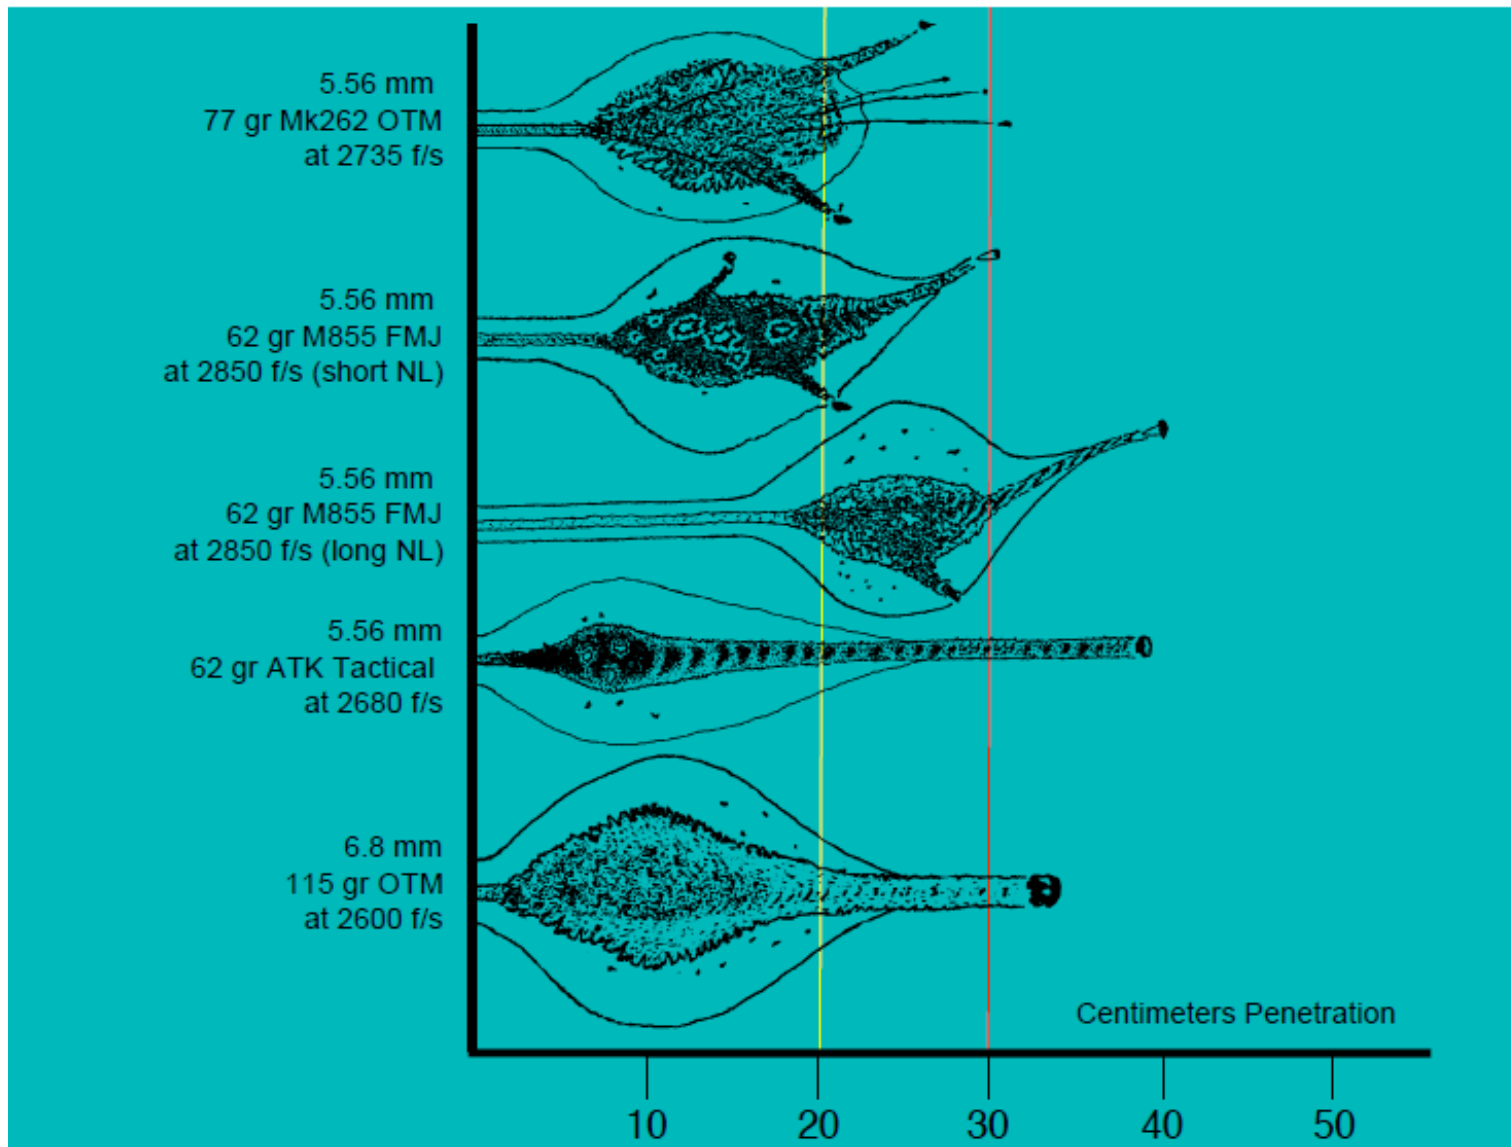 5.56 mm
77 gr Mk262 OTM
at 2735 f/s
5.56 mm
62 gr M855 FMJ
at 2850 f/s (short NL)
5.56 mm
62 gr M855 FMJ
at 2850 f/s (long NL)
5.56 mm
62 gr ATK Tactical
at 2680 f/s
6.8 mm
115 gr OTM
at 2600 f/s
Centimeters Penetration
10 20 30 40 50